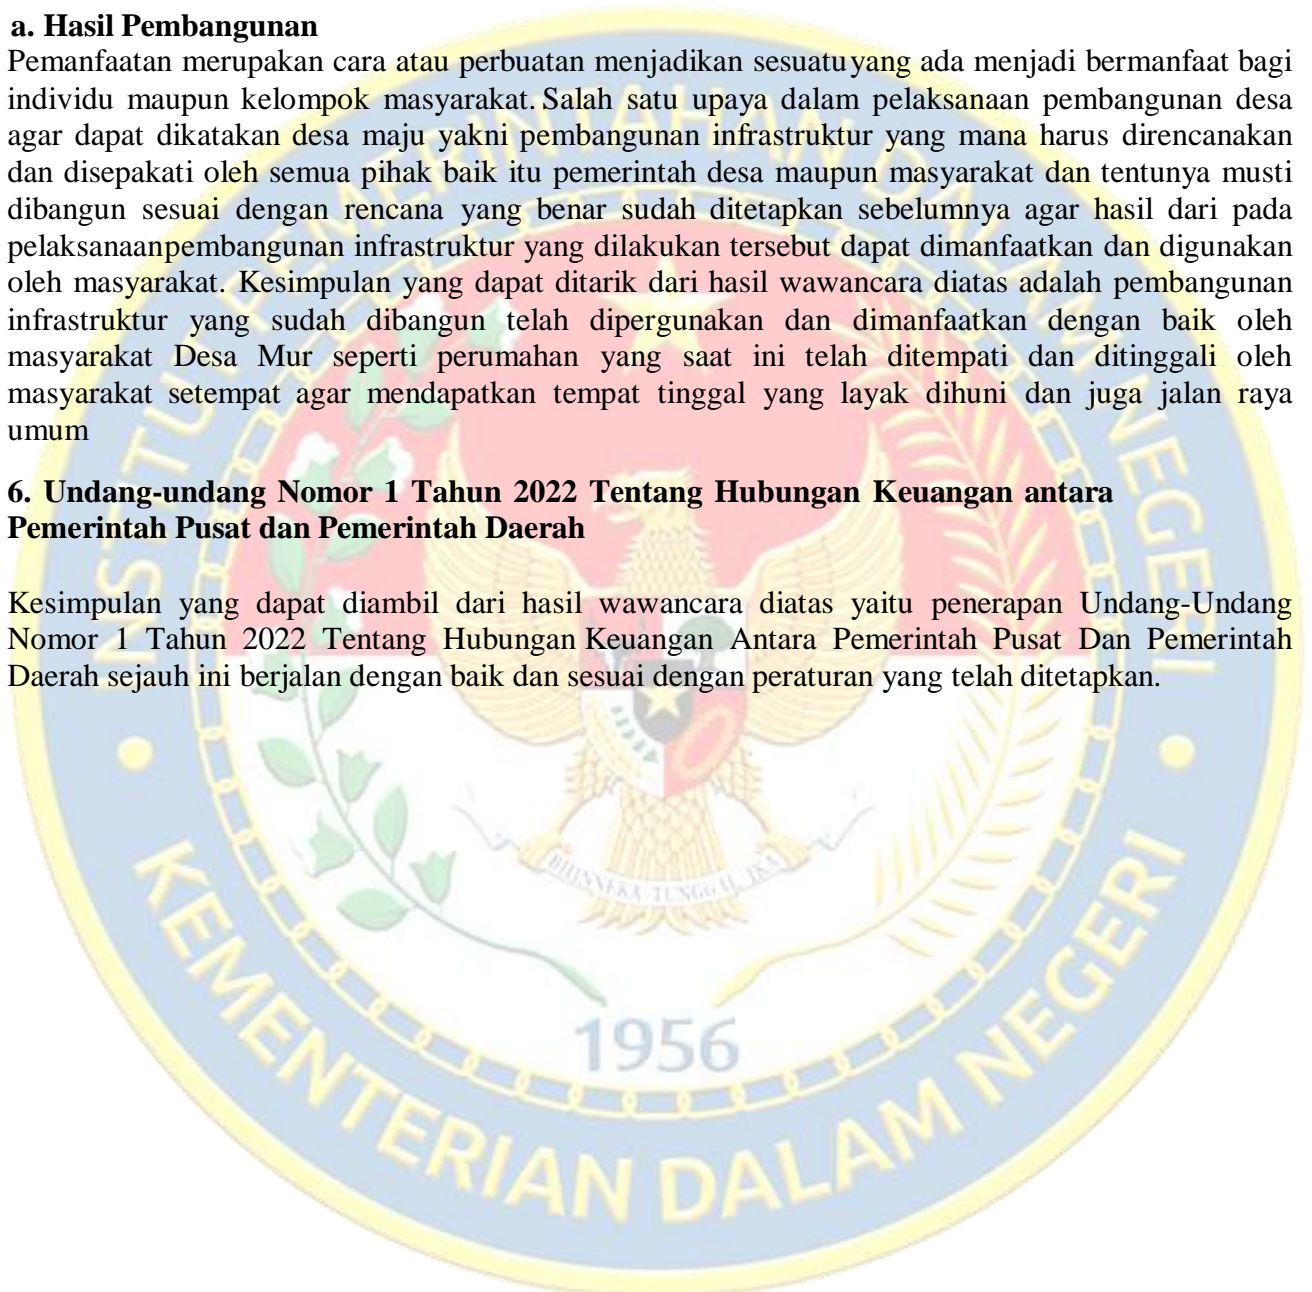 a. Hasil Pembangunan
Pemanfaatan merupakan cara atau perbuatan menjadikan sesuatuyang ada menjadi bermanfaat bagi
individu maupun kelompok masyarakat. Salah satu upaya dalam pelaksanaan pembangunan desa
agar dapat dikatakan desa maju yakni pembangunan infrastruktur yang mana harus direncanakan
dan disepakati oleh semua pihak baik itu pemerintah desa maupun masyarakat dan tentunya musti
dibangun sesuai dengan rencana yang benar sudah ditetapkan sebelumnya agar hasil dari pada
pelaksanaanpembangunan infrastruktur yang dilakukan tersebut dapat dimanfaatkan dan digunakan
oleh masyarakat. Kesimpulan yang dapat ditarik dari hasil wawancara diatas adalah pembangunan
infrastruktur yang sudah dibangun telah dipergunakan dan dimanfaatkan dengan baik oleh
masyarakat Desa Mur seperti perumahan yang saat ini telah ditempati dan ditinggali oleh
masyarakat setempat agar mendapatkan tempat tinggal yang layak dihuni dan juga jalan raya
umum
6. Undang-undang Nomor 1 Tahun 2022 Tentang Hubungan Keuangan antara
Pemerintah Pusat dan Pemerintah Daerah
Kesimpulan yang dapat diambil dari hasil wawancara diatas yaitu penerapan Undang-Undang
Nomor 1 Tahun 2022 Tentang Hubungan Keuangan Antara Pemerintah Pusat Dan Pemerintah
Daerah sejauh ini berjalan dengan baik dan sesuai dengan peraturan yang telah ditetapkan.
INSTITUT PEMERINTAHAN DALAM NEGERI
BHINNEKA TUNGGAL IKA
1956
KEMENTERIAN DALAM NEGERI